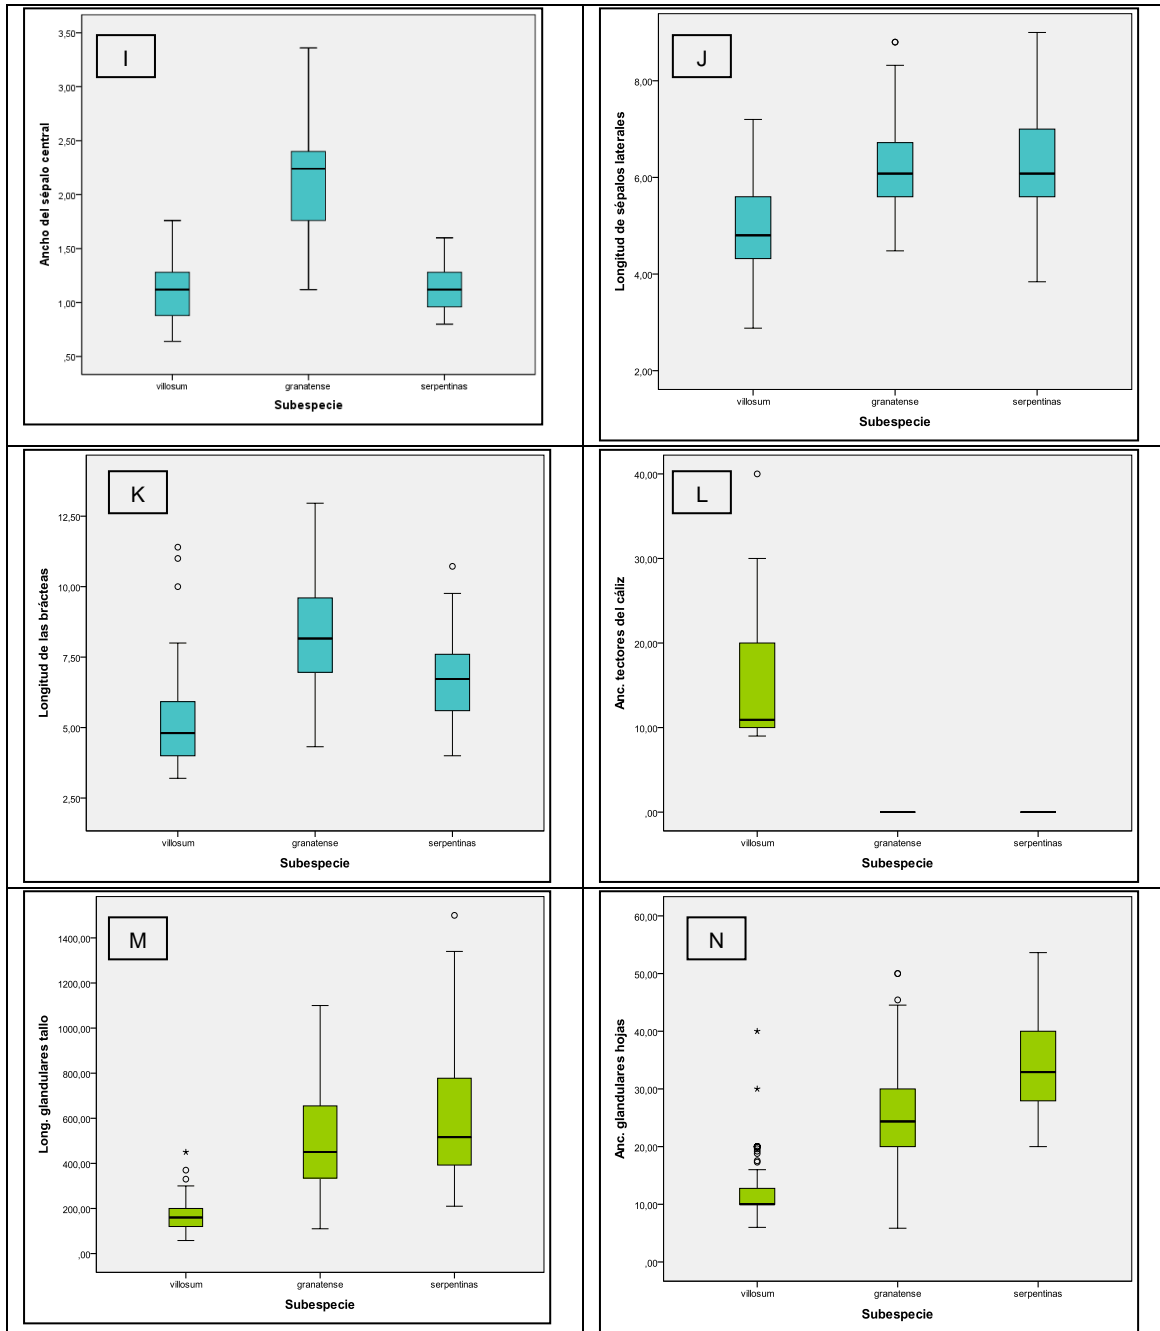 I
Ancho del sépalo central
3,50
3,00
2,50
2,00
1,50
1,00
,50
villosum granatense serpentinas
Subespecie
J
Longitud de sépalos laterales
8,00
6,00
4,00
2,00
villosum granatense serpentinas
Subespecie
K
Longitud de las brácteas
12,50
10,00
7,50
5,00
2,50
villosum granatense serpentinas
Subespecie
L
Anc. tectores del cáliz
40,00
30,00
20,00
10,00
,00
villosum granatense serpentinas
Subespecie
M
Long. glandulares tallo
1400,00
1200,00
1000,00
800,00
600,00
400,00
200,00
,00
villosum granatense serpentinas
Subespecie
N
Anc. glandulares hojas
60,00
50,00
40,00
30,00
20,00
10,00
,00
villosum granatense serpentinas
Subespecie